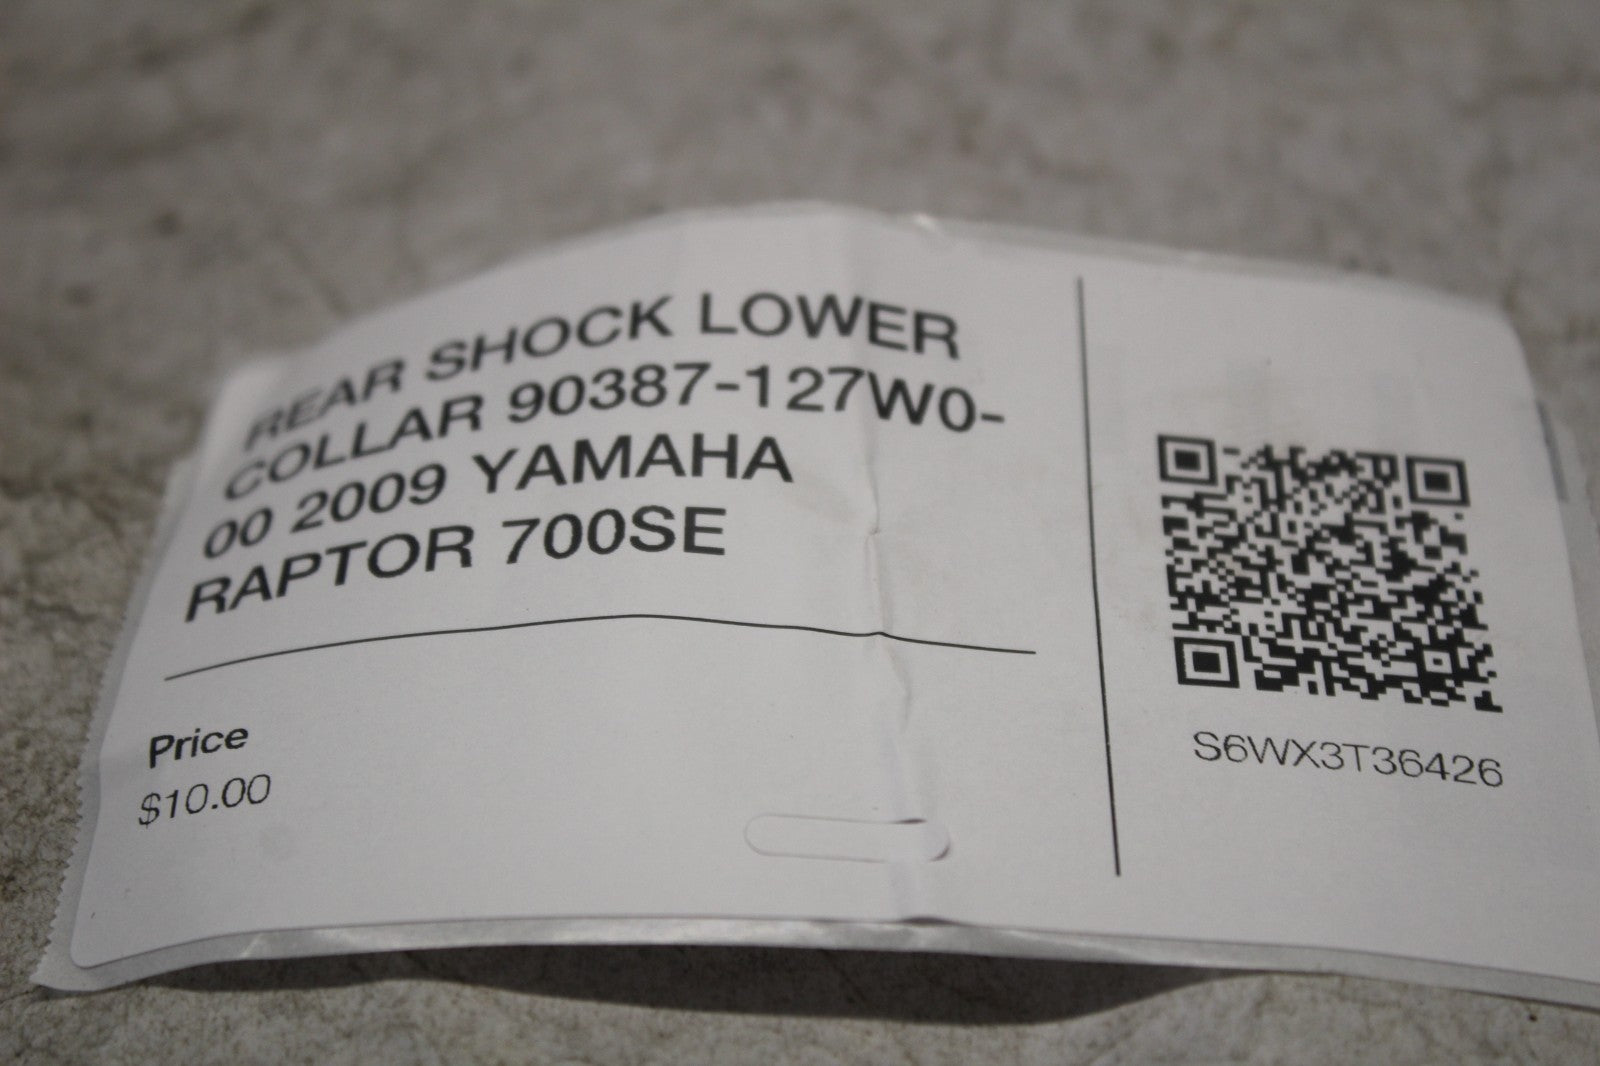 REAR SHOCK LOWER
COLLAR 90387-127W0-
00 2009 YAMAHA
RAPTOR 700SE
Price
$10.00
S6WX3T36426